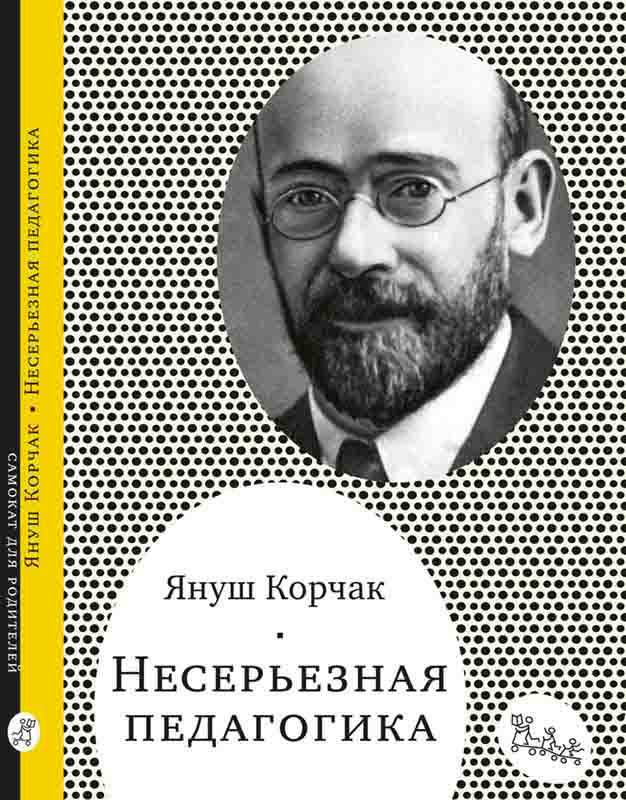 Януш Корчак
▪
Несерьезная
педагогика
Януш Корчак ▪ Несерьезная педагогика
самокат для родителей